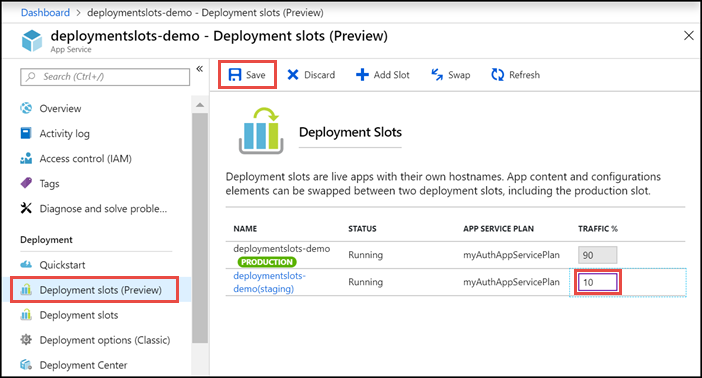 Dashboard > deploymentslots-demo - Deployment slots (Preview)
deploymentslots-demo - Deployment slots (Preview)
App Service
Search (Ctrl+/)
Overview
Activity log
Access control (IAM)
Tags
Diagnose and solve proble...
Deployment
Quickstart
Deployment slots (Preview)
Deployment slots
Deployment options (Classic)
Deployment Center
Save Discard Add Slot Swap Refresh
Deployment Slots
Deployment slots are live apps with their own hostnames. App content and configurations
elements can be swapped between two deployment slots, including the production slot.
NAME STATUS APP SERVICE PLAN TRAFFIC %
deploymentslots-demo Running myAuthAppServicePlan 90
PRODUCTION
deploymentslots- Running myAuthAppServicePlan 10
demo(staging)